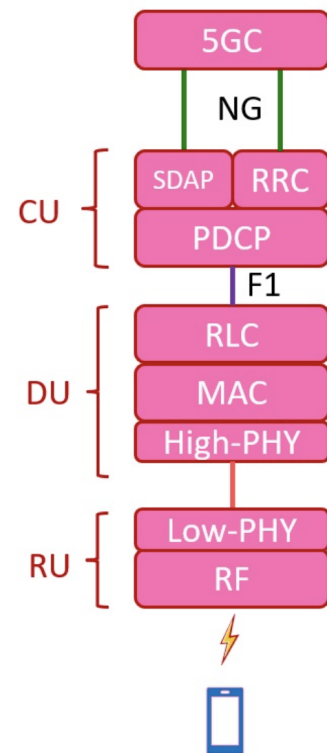 5GC
NG
SDAP RRC
CU
PDCP
F1
RLC
DU
MAC
High-PHY
Low-PHY
RU
RF